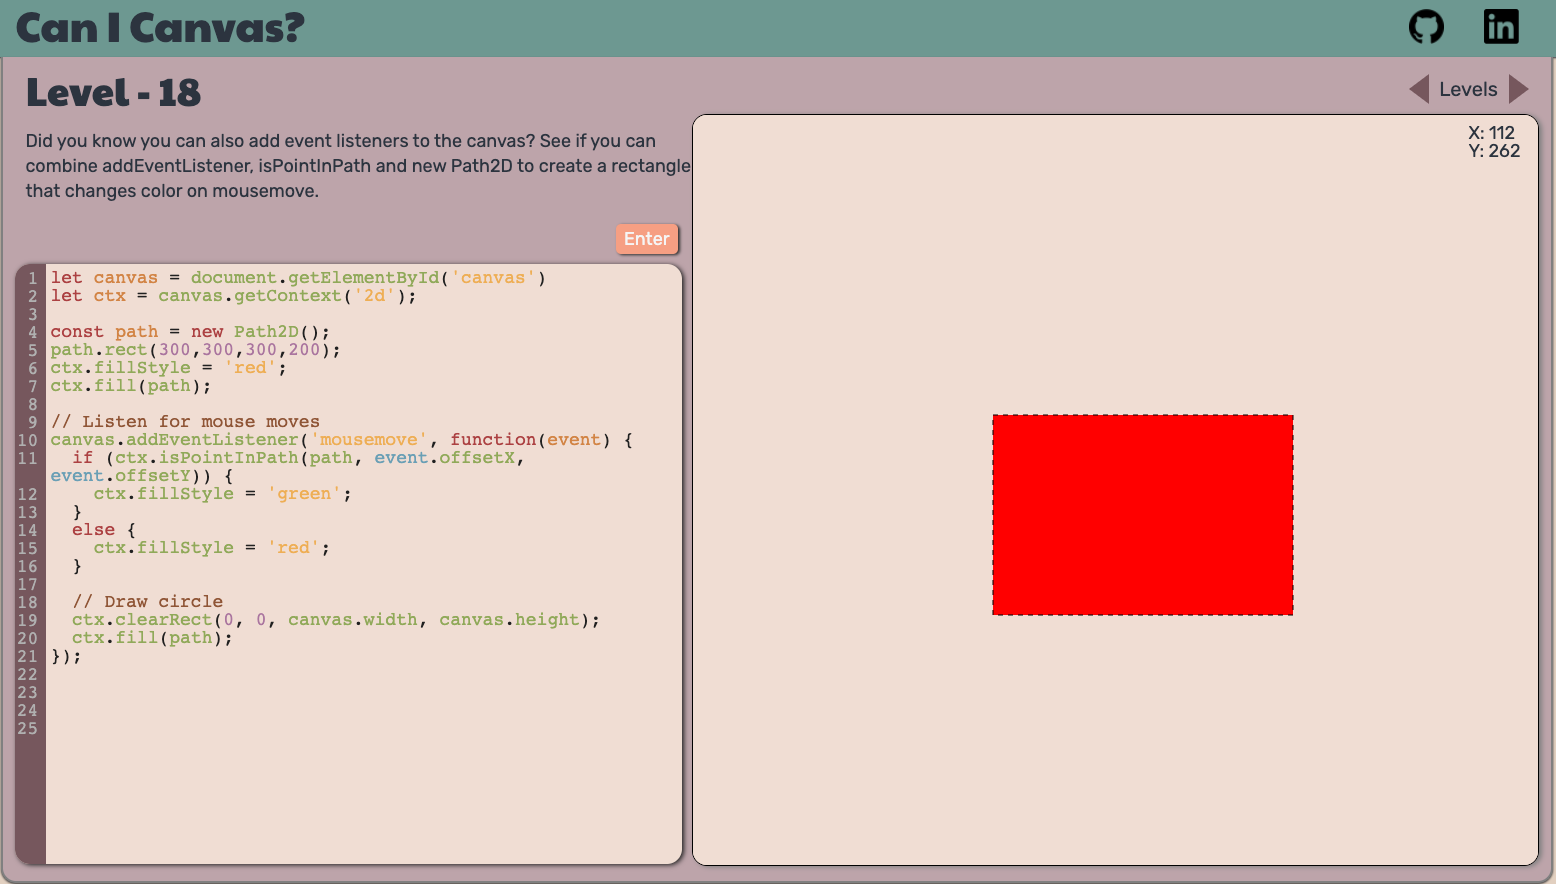 Can I Canvas?
Level - 18
Levels
Did you know you can also add event listeners to the canvas? See if you can
combine addEventListener, isPointInPath and new Path2D to create a rectangle
that changes color on mousemove.
X: 112
Y: 262
Enter
1 let canvas = document.getElementById('canvas')
2 let ctx = canvas.getContext('2d');
3
4 const path = new Path2D();
5 path.rect(300,300,300,200);
6 ctx.fillStyle = 'red';
7 ctx.fill(path);
8
9 // Listen for mouse moves
10 canvas.addEventListener('mousemove', function(event) {
11   if (ctx.isPointInPath(path, event.offsetX,
event.offsetY)) {
12     ctx.fillStyle = 'green';
13   }
14   else {
15     ctx.fillStyle = 'red';
16   }
17
18   // Draw circle
19   ctx.clearRect(0, 0, canvas.width, canvas.height);
20   ctx.fill(path);
21 });
22
23
24
25
in